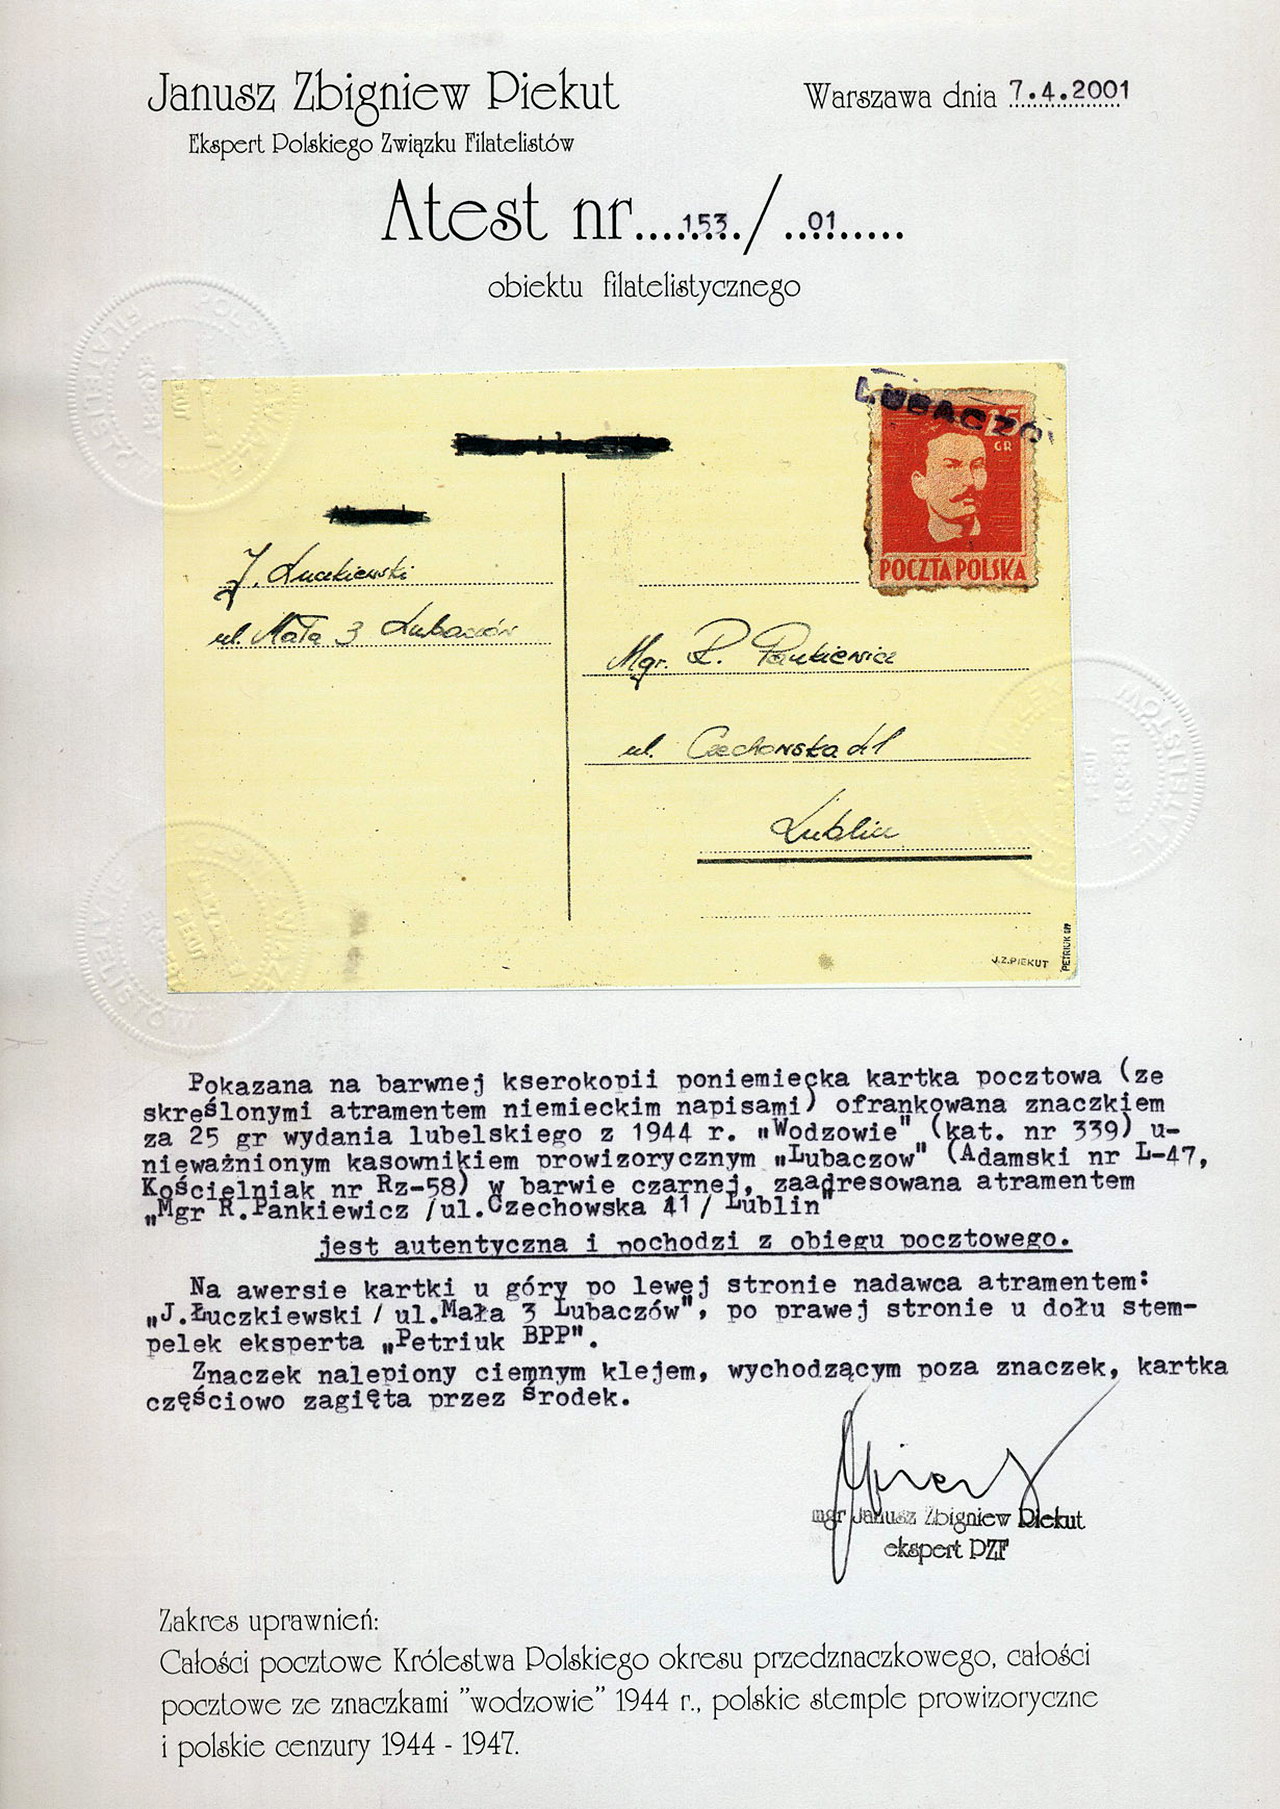 Janusz Zbigniew Piekut
Warszawa dnia 7.4.2001
Ekspert Polskiego Związku Filatelistów
Atest nr....153./..01.....
obiektu filatelistycznego
LUBACZO
25
GR
POCZTA POLSKA
J. Łuczkiewski
ul. Mała 3 Lubaczów
Mgr. R. Pankiewicz
ul. Czechowska 41
Lublin
J.Z.PIEKUT
PETRIUK BPP
Pokazana na barwnej kserokopii poniemiecka kartka pocztowa (ze
skreślonymi atramentem niemieckim napisami) ofrankowana znaczkiem
za 25 gr wydania lubelskiego z 1944 r. „Wodzowie" (kat. nr 339) u-
nieważnionym kasownikiem prowizorycznym „Lubaczow" (Adamski nr L-47,
Kościelniak nr Rz-58) w barwie czarnej, zaadresowana atramentem
„Mgr R.Pankiewicz /ul.Czechowska 41/ Lublin"
jest autentyczna i pochodzi z obiegu pocztowego.
Na awersie kartki u góry po lewej stronie nadawca atramentem:
„J.Łuczkiewski / ul.Mała 3 Lubaczów", po prawej stronie u dołu stem-
pelek eksperta „Petriuk BPP".
Znaczek nalepiony ciemnym klejem, wychodzącym poza znaczek, kartka
częściowo zagięta przez środek.
mgr Janusz Zbigniew Piekut
ekspert PZF
Zakres uprawnień:
Całości pocztowe Królestwa Polskiego okresu przedznaczkowego, całości
pocztowe ze znaczkami "wodzowie" 1944 r., polskie stemple prowizoryczne
i polskie cenzury 1944 - 1947.